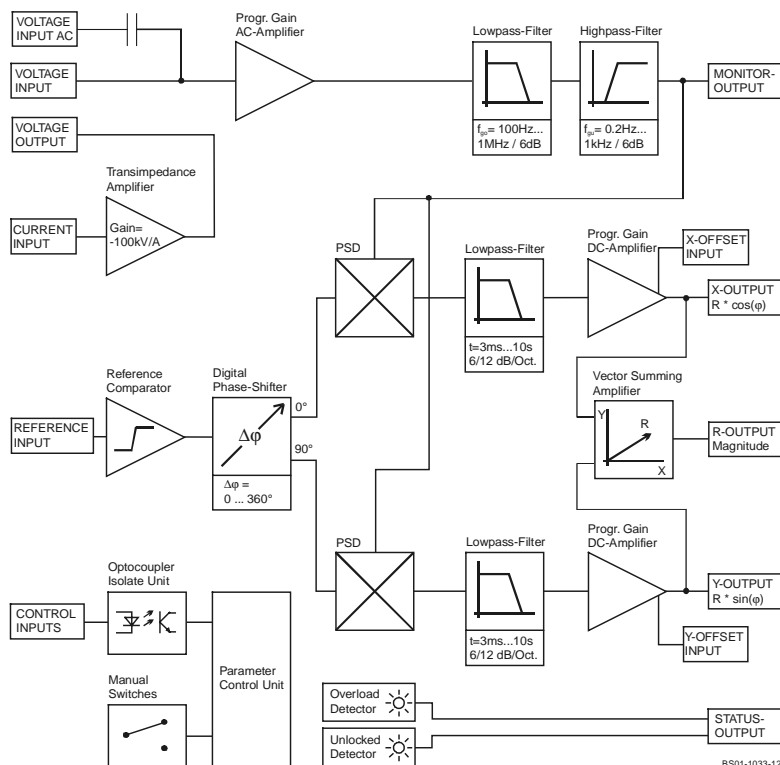 VOLTAGE
INPUT AC
Progr. Gain
AC-Amplifier
Lowpass-Filter
Highpass-Filter
VOLTAGE
INPUT
MONITOR-
OUTPUT
VOLTAGE
OUTPUT
fgo= 100Hz...
1MHz / 6dB
fgu= 0.2Hz...
1kHz / 6dB
Transimpedance
Amplifier
CURRENT
INPUT
Gain=
-100kV/A
PSD
Lowpass-Filter
Progr. Gain
DC-Amplifier
X-OFFSET
INPUT
X-OUTPUT
R * cos(φ)
t=3ms...10s
6/12 dB/Oct.
Reference
Comparator
Digital
Phase-Shifter
Vector Summing
Amplifier
0°
REFERENCE
INPUT
Δφ
90°
Y
R
X
R-OUTPUT
Magnitude
Δφ =
0 ... 360°
PSD
Lowpass-Filter
Progr. Gain
DC-Amplifier
Optocoupler
Isolate Unit
Y-OUTPUT
R * sin(φ)
CONTROL
INPUTS
t=3ms...10s
6/12 dB/Oct.
Y-OFFSET
INPUT
Manual
Switches
Parameter
Control Unit
Overload
Detector
Unlocked
Detector
STATUS-
OUTPUT
BS01-1033-12